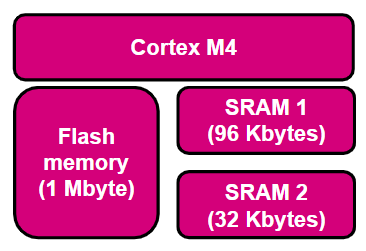 Cortex M4
Flash
memory
(1 Mbyte)
SRAM 1
(96 Kbytes)
SRAM 2
(32 Kbytes)